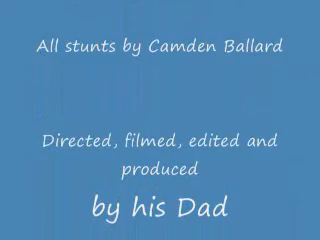 All stunts by Camden Ballard
Directed, filmed, edited and
produced
by his Dad